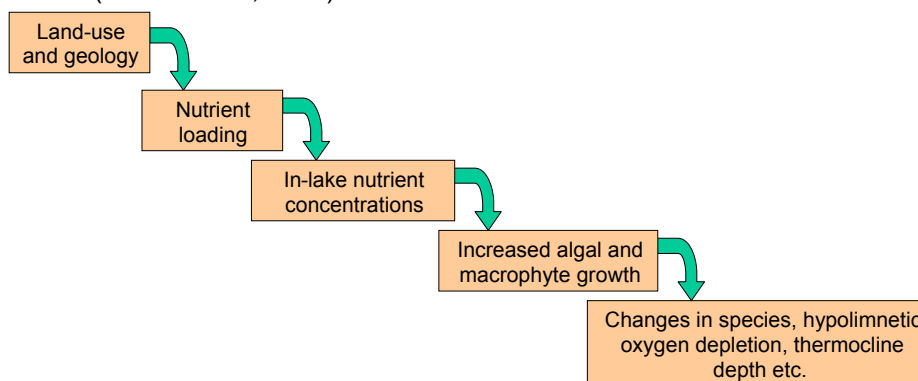 Land-use
and geology
Nutrient
loading
In-lake nutrient
concentrations
Increased algal and
macrophyte growth
Changes in species, hypolimnetic
oxygen depletion, thermocline
depth etc.